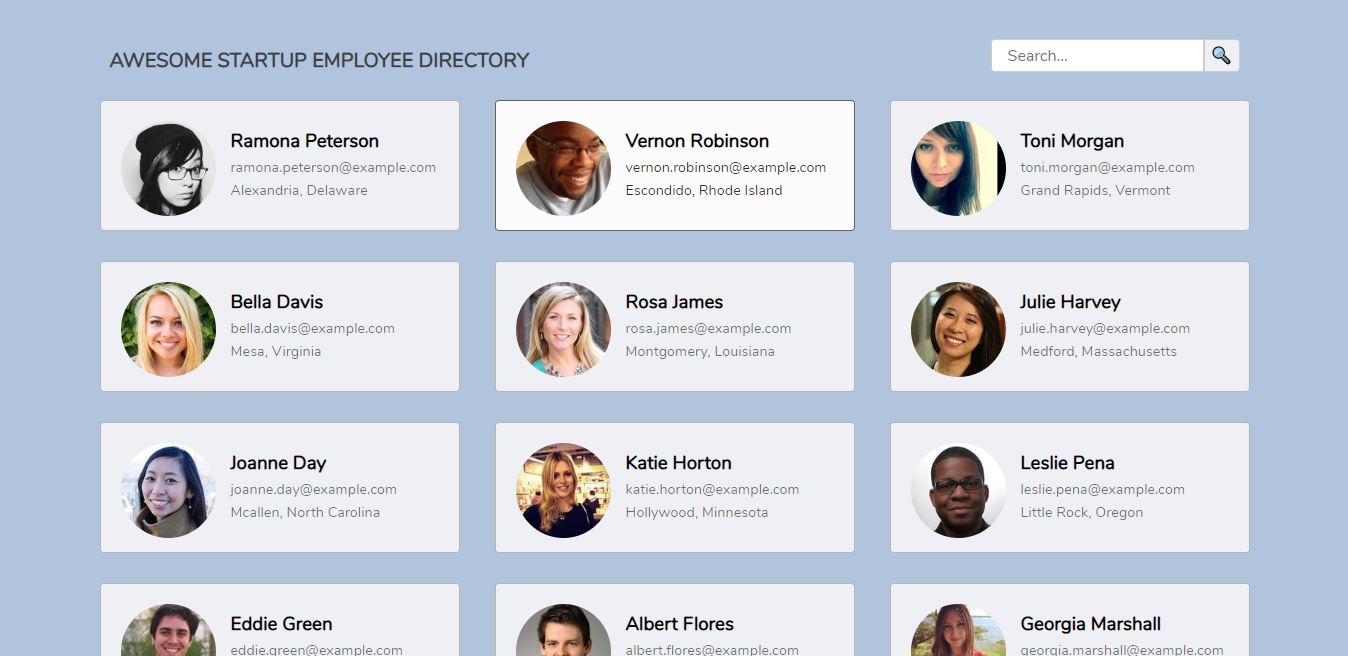 AWESOME STARTUP EMPLOYEE DIRECTORY
Search...
Ramona Peterson
ramona.peterson@example.com
Alexandria, Delaware
Vernon Robinson
vernon.robinson@example.com
Escondido, Rhode Island
Toni Morgan
toni.morgan@example.com
Grand Rapids, Vermont
Bella Davis
bella.davis@example.com
Mesa, Virginia
Rosa James
rosa.james@example.com
Montgomery, Louisiana
Julie Harvey
julie.harvey@example.com
Medford, Massachusetts
Joanne Day
joanne.day@example.com
Mcallen, North Carolina
Katie Horton
katie.horton@example.com
Hollywood, Minnesota
Leslie Pena
leslie.pena@example.com
Little Rock, Oregon
Eddie Green
eddie.green@example.com
Albert Flores
albert.flores@example.com
Georgia Marshall
georgia.marshall@example.com